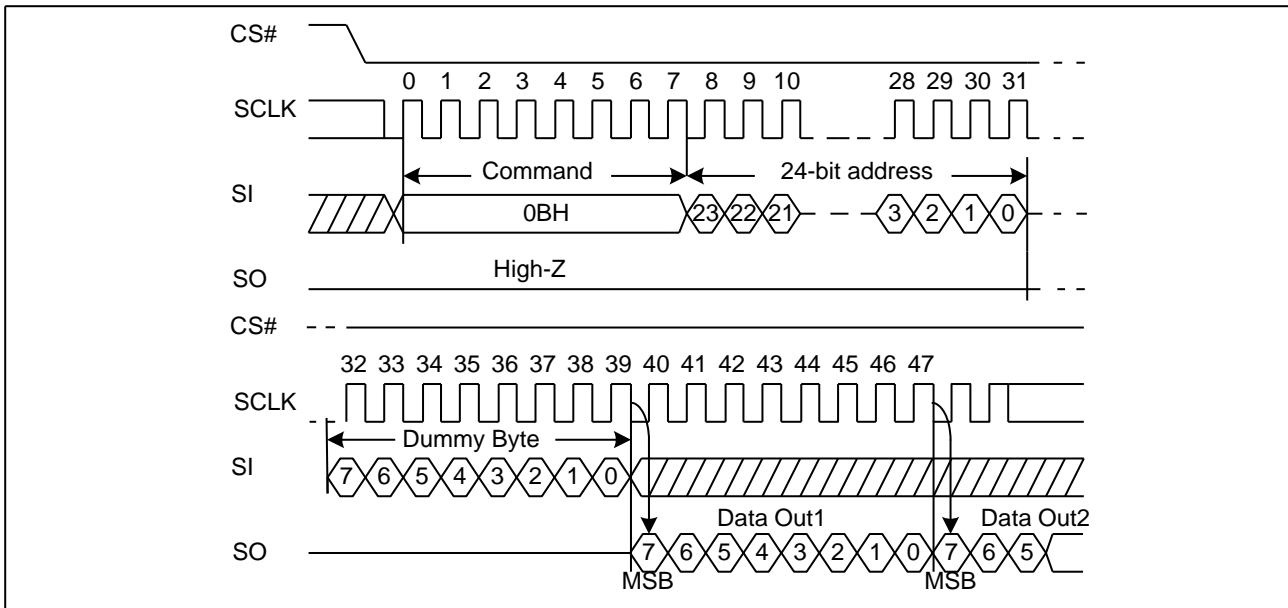 CS#
0 1 2 3 4 5 6 7 8 9 10 28 29 30 31
SCLK
Command 24-bit address
SI
0BH 23 22 21 3 2 1 0
High-Z
SO
CS#
32 33 34 35 36 37 38 39 40 41 42 43 44 45 46 47
SCLK
Dummy Byte
SI
7 6 5 4 3 2 1 0
Data Out1 Data Out2
SO
7 6 5 4 3 2 1 0 7 6 5
MSB MSB